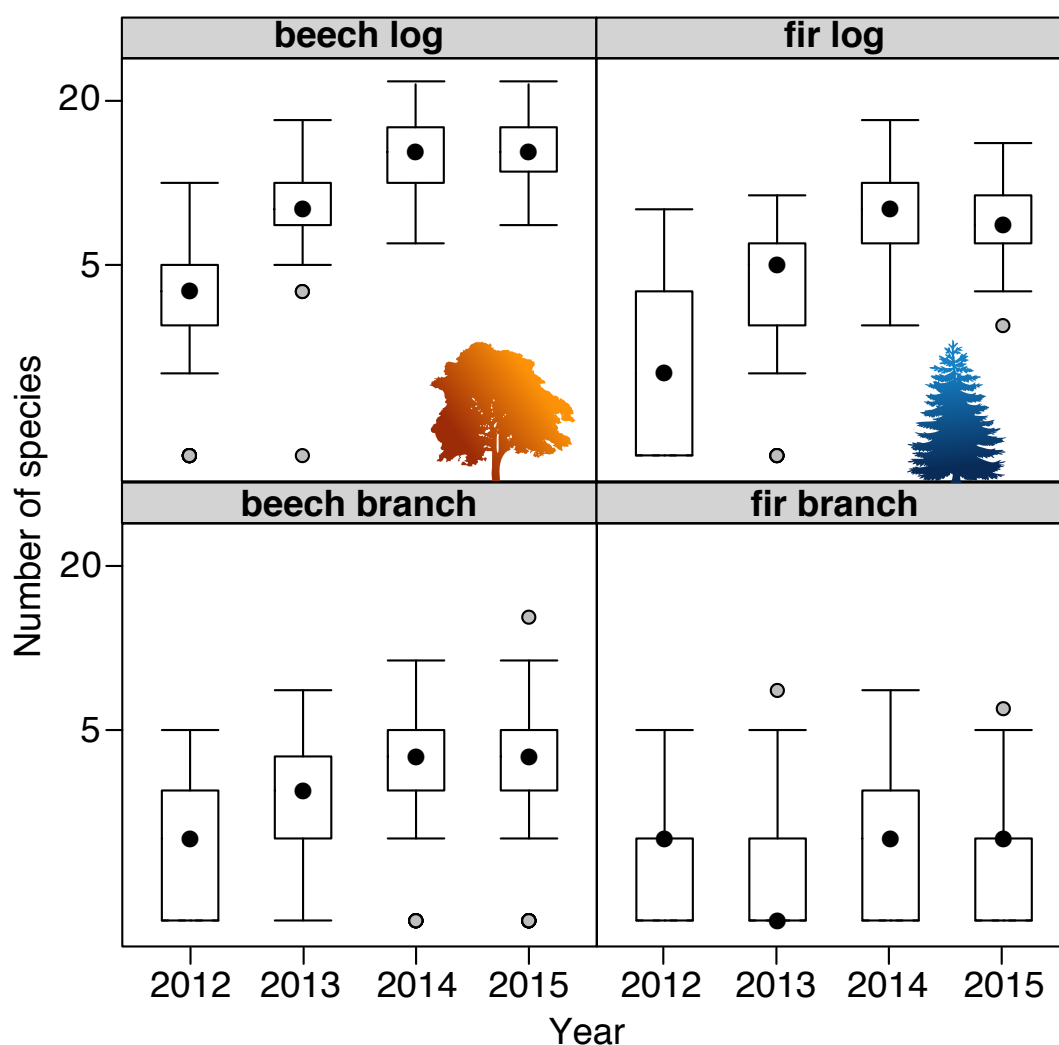 beech log
fir log
20
5
beech branch
fir branch
20
5
Number of species
2012 2013 2014 2015 2012 2013 2014 2015
Year